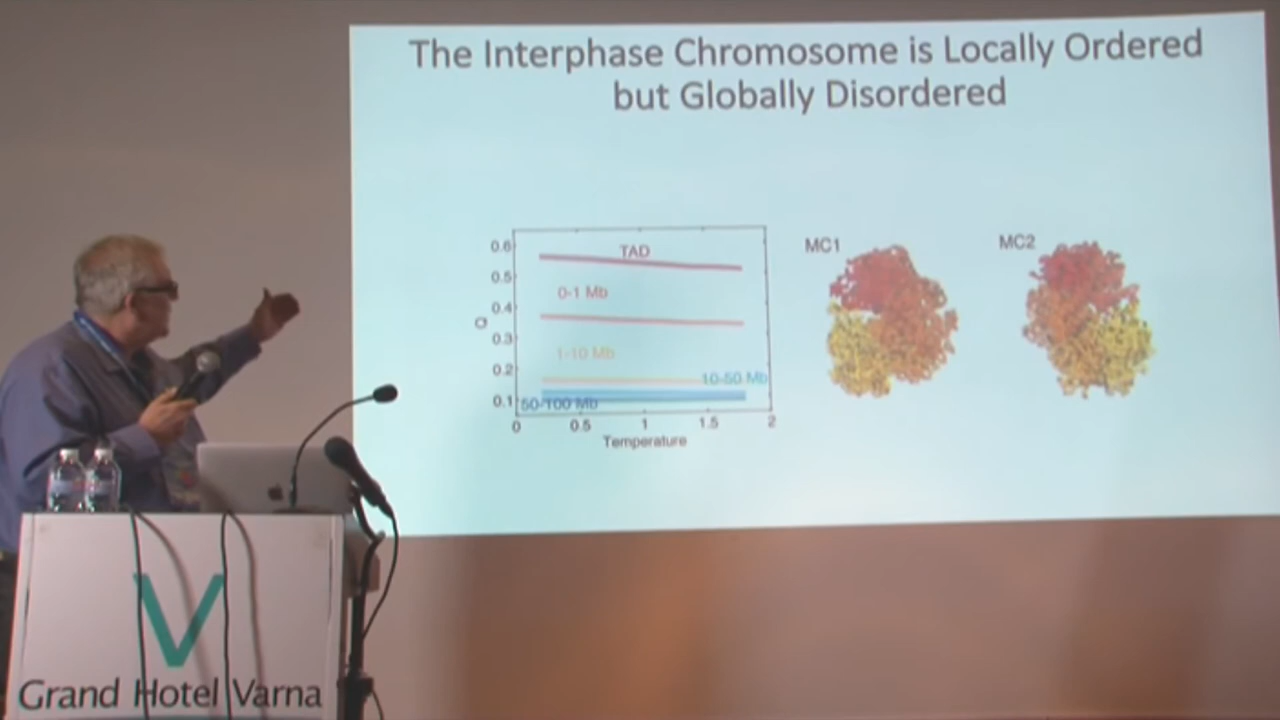 The Interphase Chromosome is Locally Ordered
but Globally Disordered
0.6
0.5
0.4
0.3
0.2
0.1
Q
TAD
0-1 Mb
1-10 Mb
10-50 Mb
50-100 Mb
0
0.5
1
1.5
2
Temperature
MC1
MC2
V
Grand Hotel Varna